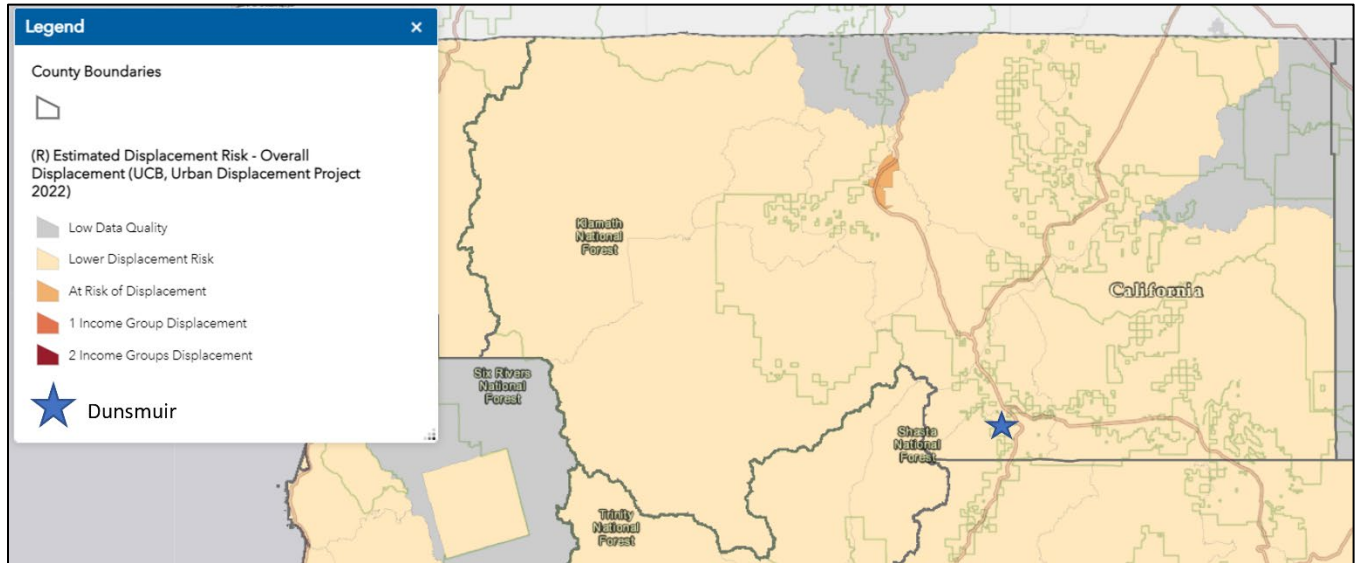 Legend ×
County Boundaries
(R) Estimated Displacement Risk - Overall
Displacement (UCB, Urban Displacement Project
2022)
Low Data Quality
Lower Displacement Risk
At Risk of Displacement
1 Income Group Displacement
2 Income Groups Displacement
Dunsmuir
Klamath
National
Forest
California
Six Rivers
National
Forest
Shasta
National
Forest
Trinity
National
Forest